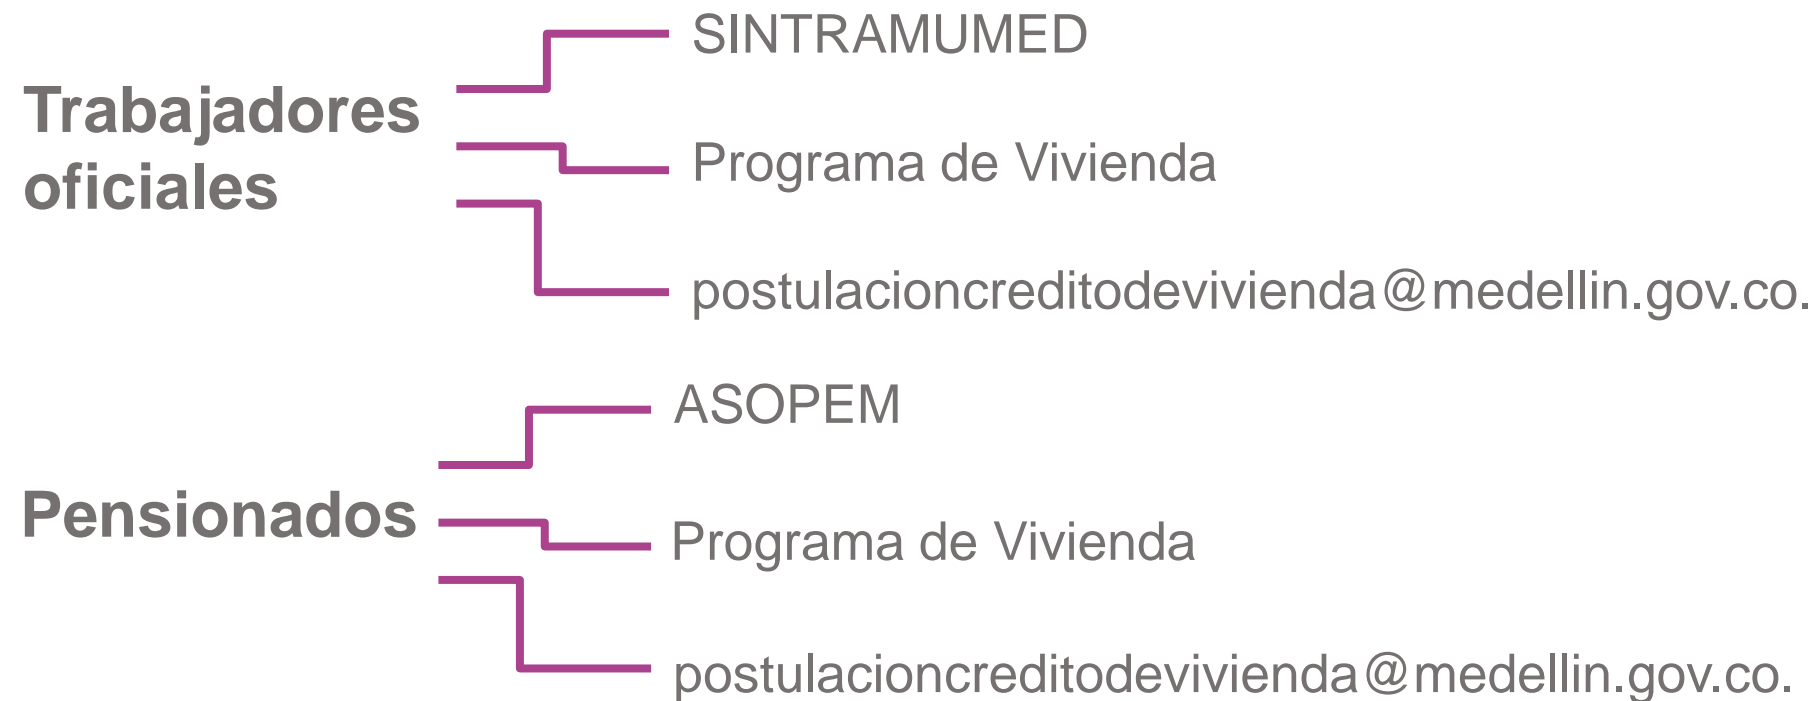 Trabajadores
oficiales
SINTRAMUMED
Programa de Vivienda
postulacioncreditodevivienda@medellin.gov.co.
Pensionados
ASOPEM
Programa de Vivienda
postulacioncreditodevivienda@medellin.gov.co.